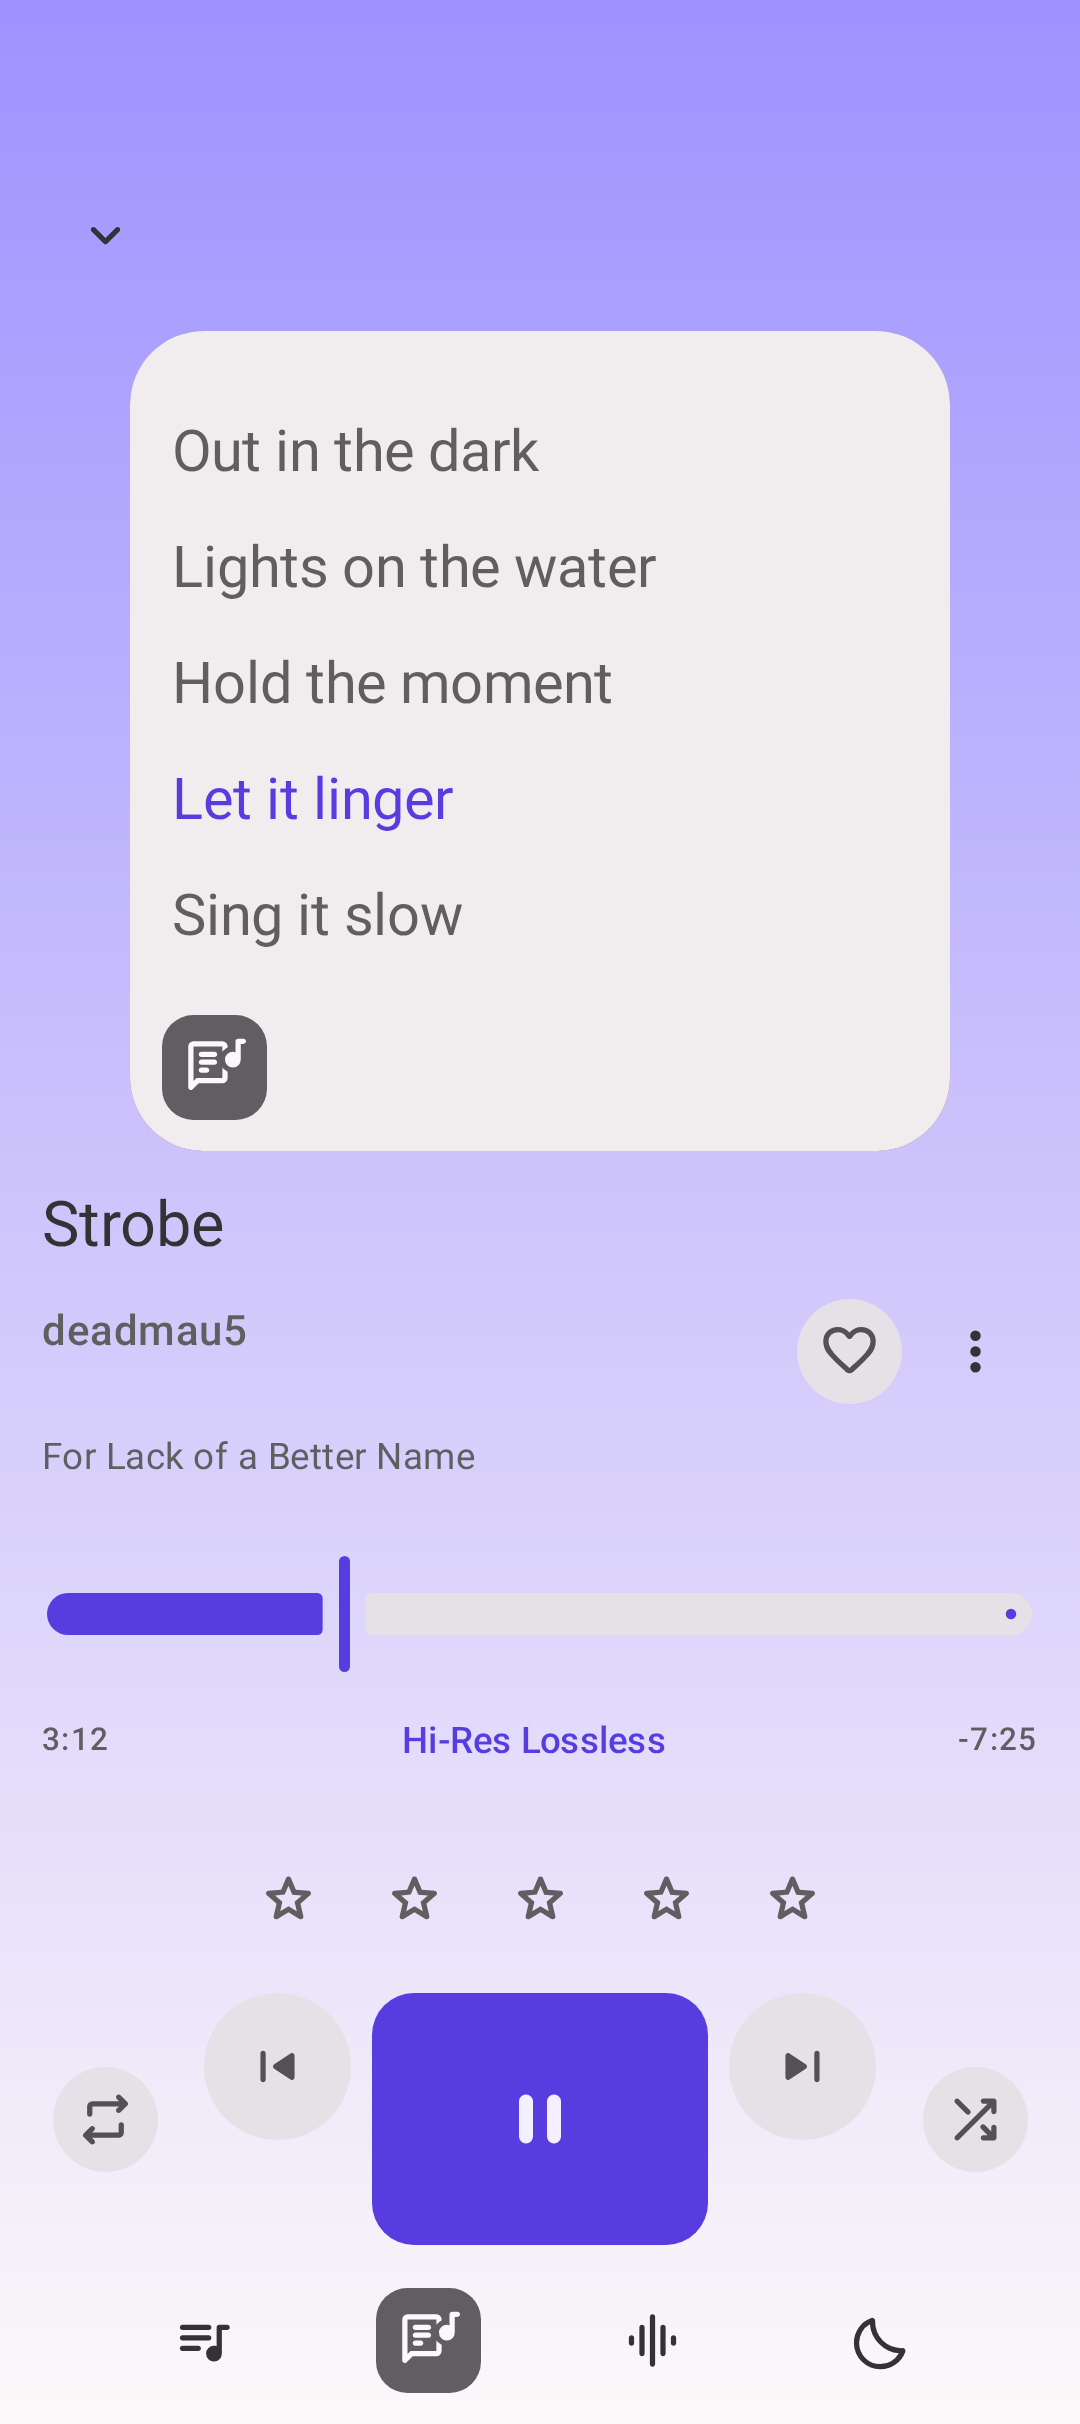 Out in the dark
Lights on the water
Hold the moment
Let it linger
Sing it slow
Strobe
deadmau5
For Lack of a Better Name
3:12
Hi-Res Lossless
-7:25